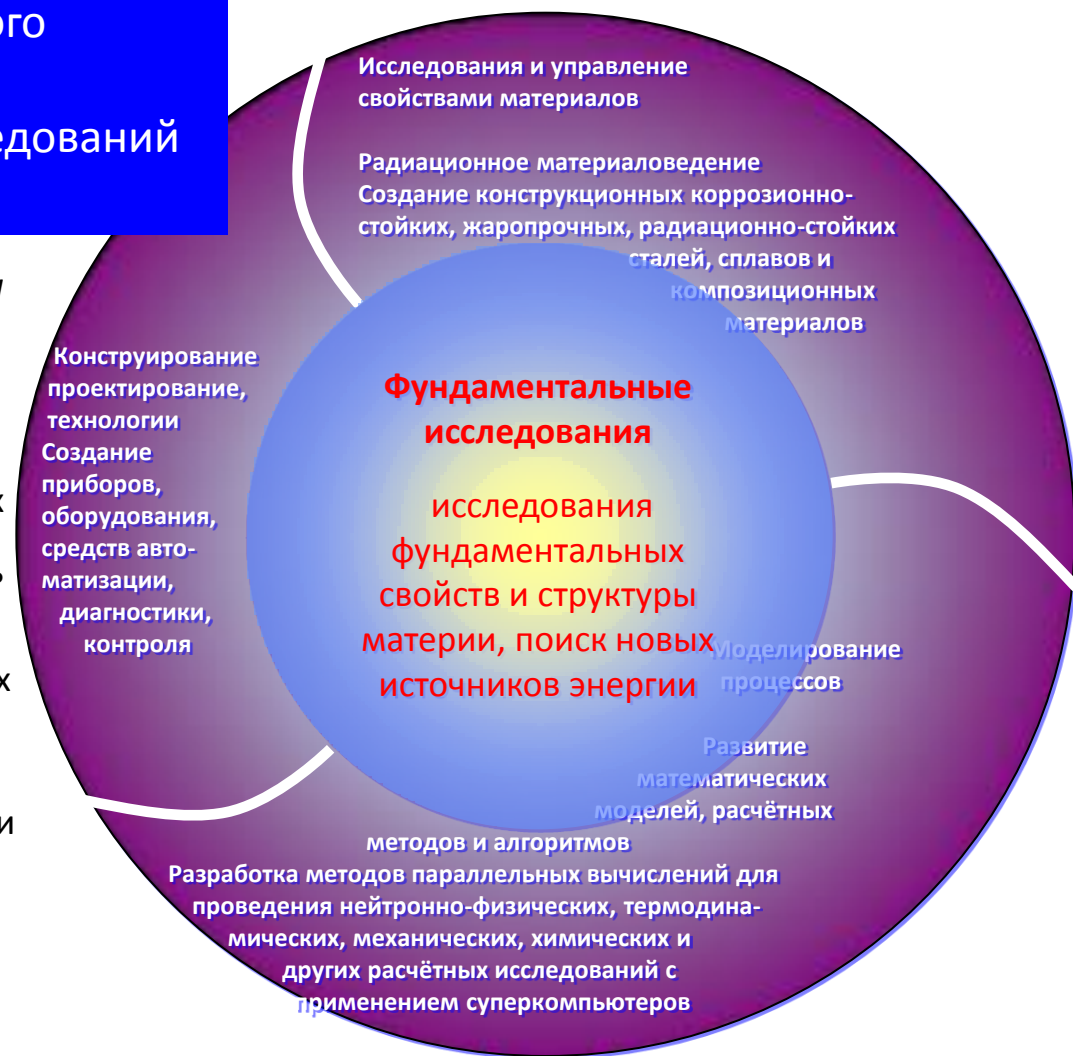 Исследования и управление
свойствами материалов
Радиационное материаловедение
Создание конструкционных коррозионно-
стойких, жаропрочных, радиационно-стойких
сталей, сплавов и
композиционных
материалов
Конструирование
проектирование,
технологии
Создание
приборов,
оборудования,
средств авто-
матизации,
диагностики,
контроля
Фундаментальные
исследования
исследования
фундаментальных
свойств и структуры
материи, поиск новых
источников энергии
Моделирование
процессов
Развитие
математических
моделей, расчётных
методов и алгоритмов
Разработка методов параллельных вычислений для
проведения нейтронно-физических, термодина-
мических, механических, химических и
других расчётных исследований с
применением суперкомпьютеров